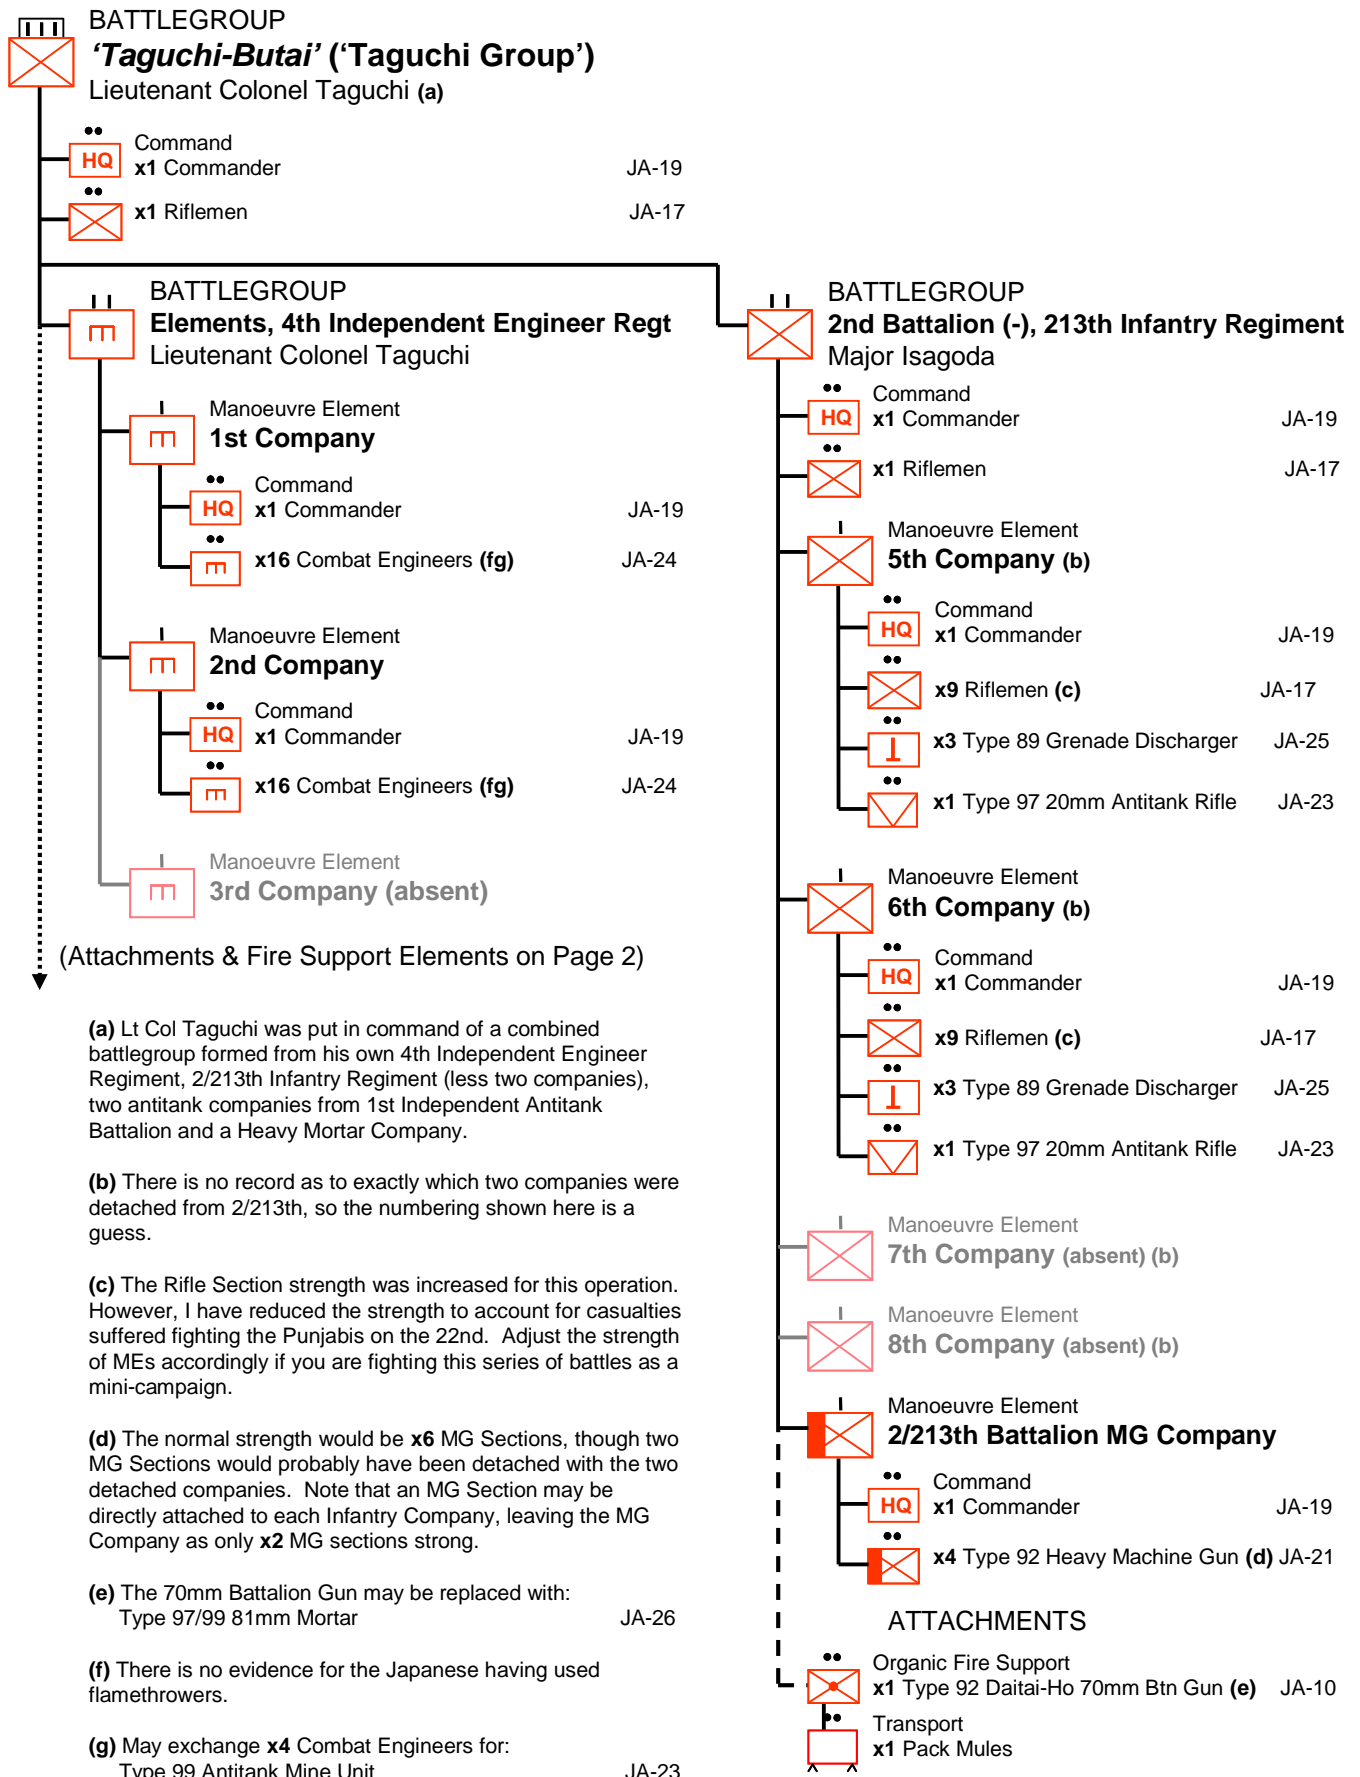 BATTLEGROUP
‘Taguchi-Butai’ (‘Taguchi Group’)
Lieutenant Colonel Taguchi (a)
Command
HQ x1 Commander JA-19
x1 Riflemen JA-17
BATTLEGROUP
Elements, 4th Independent Engineer Regt
Lieutenant Colonel Taguchi
Manoeuvre Element
1st Company
Command
HQ x1 Commander JA-19
x16 Combat Engineers (fg) JA-24
Manoeuvre Element
2nd Company
Command
HQ x1 Commander JA-19
x16 Combat Engineers (fg) JA-24
Manoeuvre Element
3rd Company (absent)
(Attachments & Fire Support Elements on Page 2)
(a) Lt Col Taguchi was put in command of a combined
battlegroup formed from his own 4th Independent Engineer
Regiment, 2/213th Infantry Regiment (less two companies),
two antitank companies from 1st Independent Antitank
Battalion and a Heavy Mortar Company.
(b) There is no record as to exactly which two companies were
detached from 2/213th, so the numbering shown here is a
guess.
(c) The Rifle Section strength was increased for this operation.
However, I have reduced the strength to account for casualties
suffered fighting the Punjabis on the 22nd. Adjust the strength
of MEs accordingly if you are fighting this series of battles as a
mini-campaign.
(d) The normal strength would be x6 MG Sections, though two
MG Sections would probably have been detached with the two
detached companies. Note that an MG Section may be
directly attached to each Infantry Company, leaving the MG
Company as only x2 MG sections strong.
(e) The 70mm Battalion Gun may be replaced with:
Type 97/99 81mm Mortar JA-26
(f) There is no evidence for the Japanese having used
flamethrowers.
(g) May exchange x4 Combat Engineers for:
Type 99 Antitank Mine Unit JA-23
BATTLEGROUP
2nd Battalion (-), 213th Infantry Regiment
Major Isagoda
Command
HQ x1 Commander JA-19
x1 Riflemen JA-17
Manoeuvre Element
5th Company (b)
Command
HQ x1 Commander JA-19
x9 Riflemen (c) JA-17
x3 Type 89 Grenade Discharger JA-25
x1 Type 97 20mm Antitank Rifle JA-23
Manoeuvre Element
6th Company (b)
Command
HQ x1 Commander JA-19
x9 Riflemen (c) JA-17
x3 Type 89 Grenade Discharger JA-25
x1 Type 97 20mm Antitank Rifle JA-23
Manoeuvre Element
7th Company (absent) (b)
Manoeuvre Element
8th Company (absent) (b)
Manoeuvre Element
2/213th Battalion MG Company
Command
HQ x1 Commander JA-19
x4 Type 92 Heavy Machine Gun (d) JA-21
ATTACHMENTS
Organic Fire Support
x1 Type 92 Daitai-Ho 70mm Btn Gun (e) JA-10
Transport
x1 Pack Mules